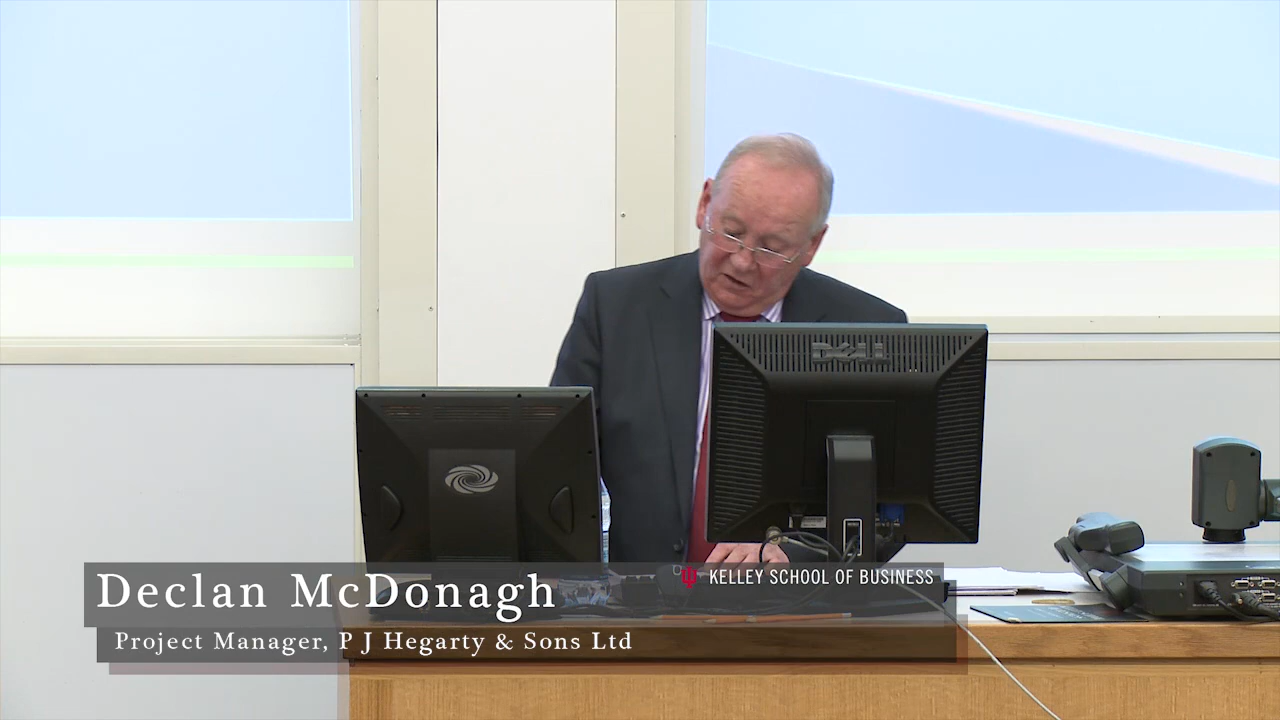 DELL
Declan McDonagh
KELLEY SCHOOL OF BUSINESS
Project Manager, P J Hegarty & Sons Ltd